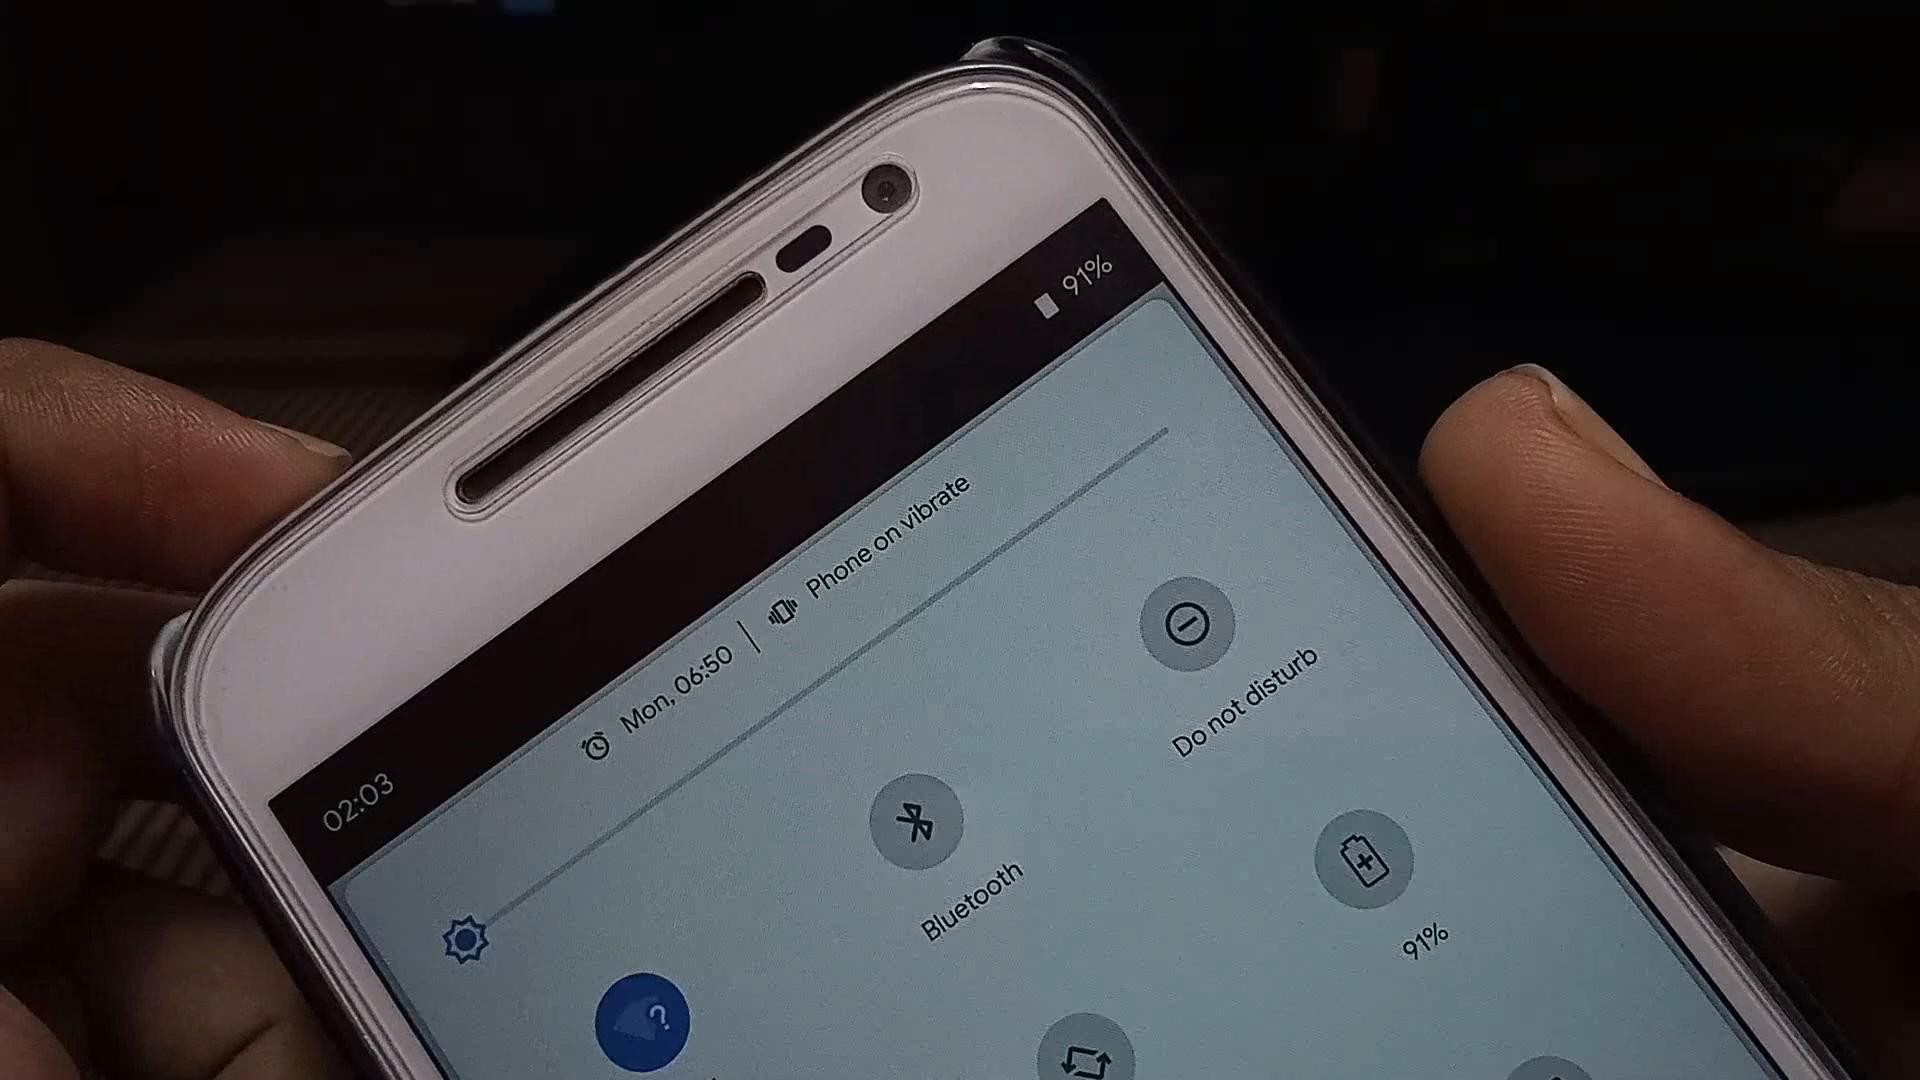 91%
02:03
Mon, 06:50 | Phone on vibrate
Bluetooth
Do not disturb
91%